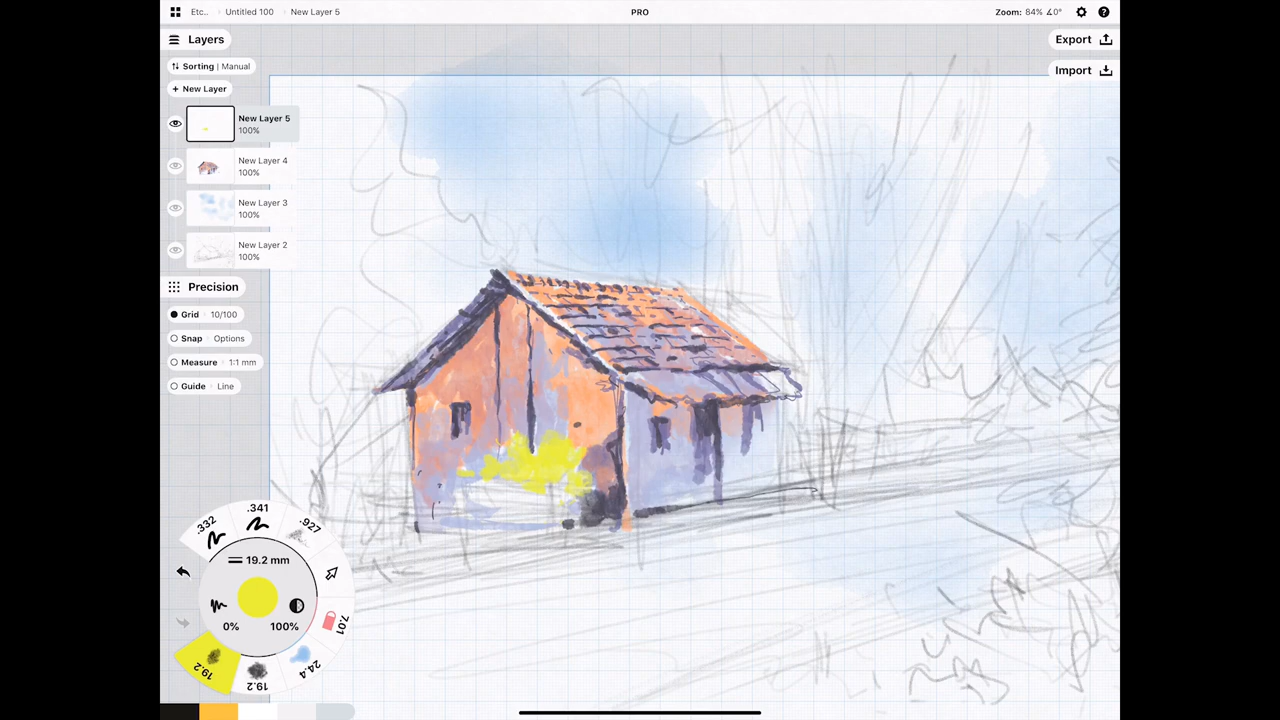 Etc.. › Untitled 100 › New Layer 5
PRO
Zoom: 84% ∠0°
Layers
Export
Import
Sorting | Manual
+ New Layer
New Layer 5
100%
New Layer 4
100%
New Layer 3
100%
New Layer 2
100%
Precision
Grid › 10/100
Snap Options
Measure › 1:1 mm
Guide › Line
.332
.341
.927
19.2 mm
0%
100%
7.01
24.4
19.2
19.2